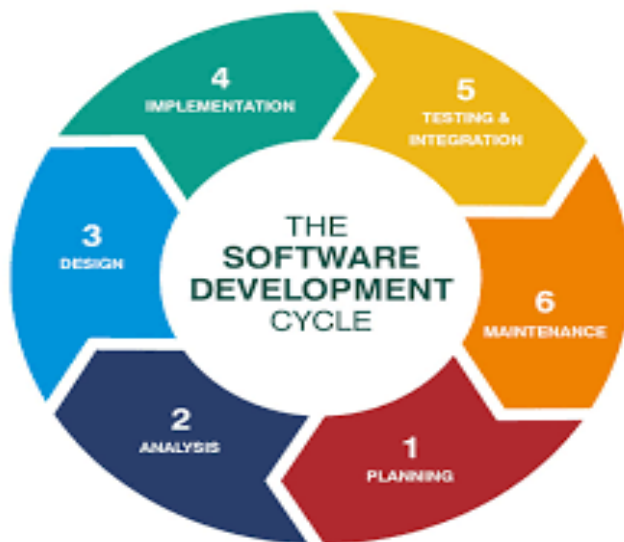 THE
SOFTWARE
DEVELOPMENT
CYCLE
1
PLANNING
2
ANALYSIS
3
DESIGN
4
IMPLEMENTATION
5
TESTING &
INTEGRATION
6
MAINTENANCE